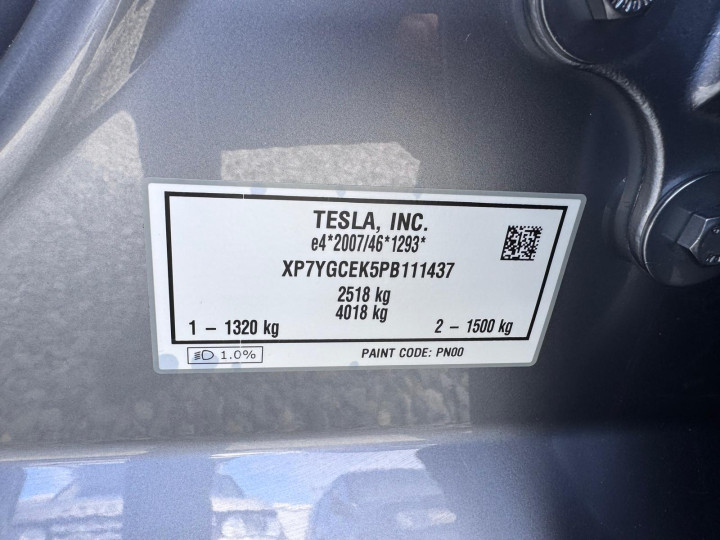 TESLA, INC.
e4*2007/46*1293*
XP7YGCEK5PB111437
2518 kg
4018 kg
1 – 1320 kg 2 – 1500 kg
1.0% PAINT CODE: PN00